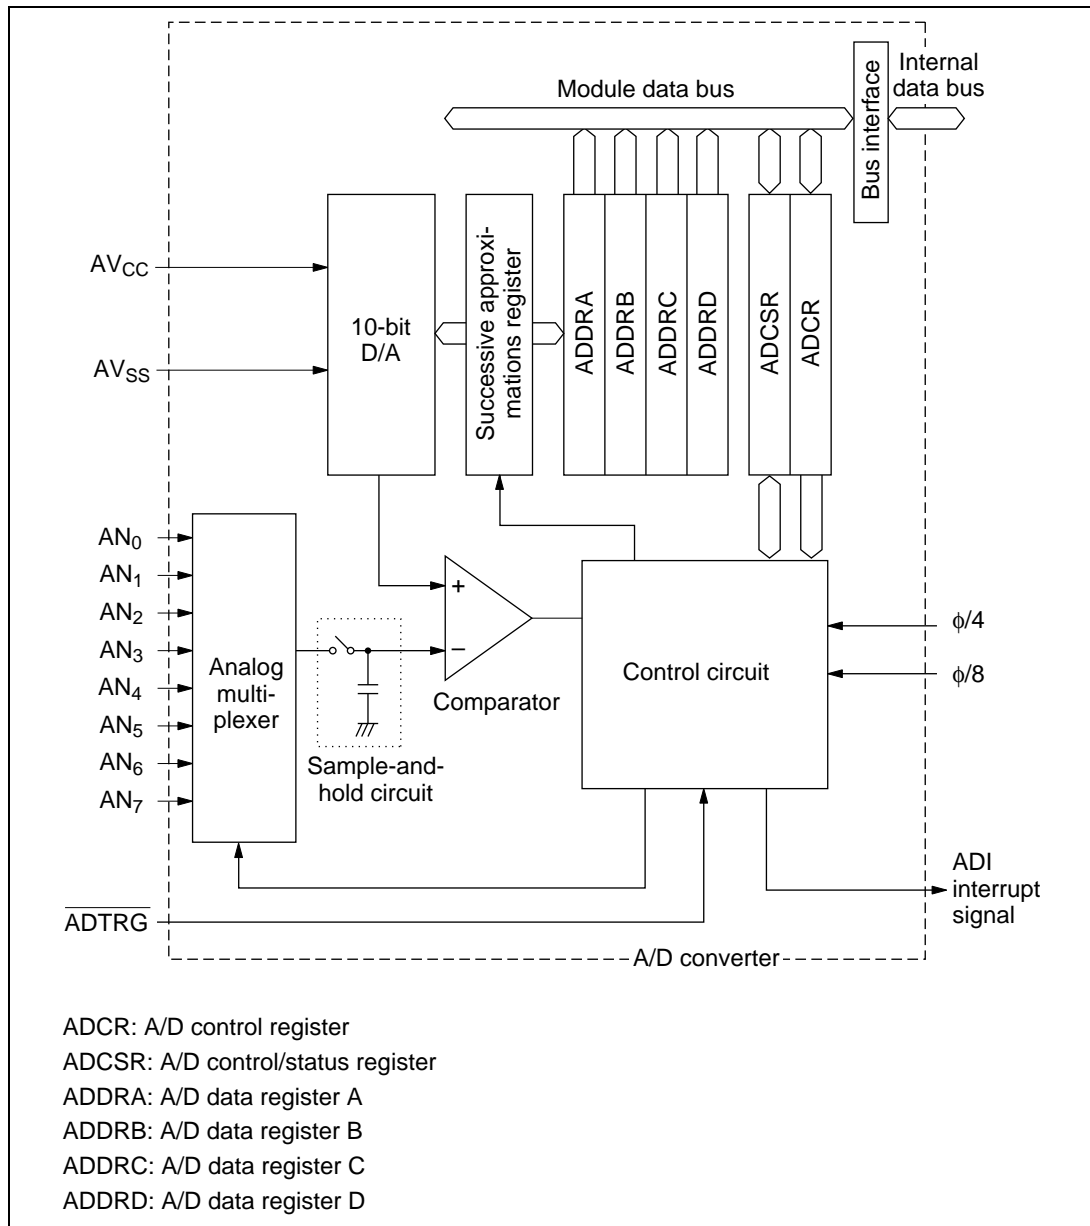 Module data bus
Internal
data bus
Bus interface
AVCC
AVSS
10-bit
D/A
Successive approxi-
mations register
ADDRA
ADDRB
ADDRC
ADDRD
ADCSR
ADCR
AN0
AN1
AN2
AN3
AN4
AN5
AN6
AN7
Analog
multi-
plexer
Sample-and-
hold circuit
+
−
Comparator
Control circuit
ϕ/4
ϕ/8
ADI
interrupt
signal
ADTRG
A/D converter
ADCR: A/D control register
ADCSR: A/D control/status register
ADDRA: A/D data register A
ADDRB: A/D data register B
ADDRC: A/D data register C
ADDRD: A/D data register D